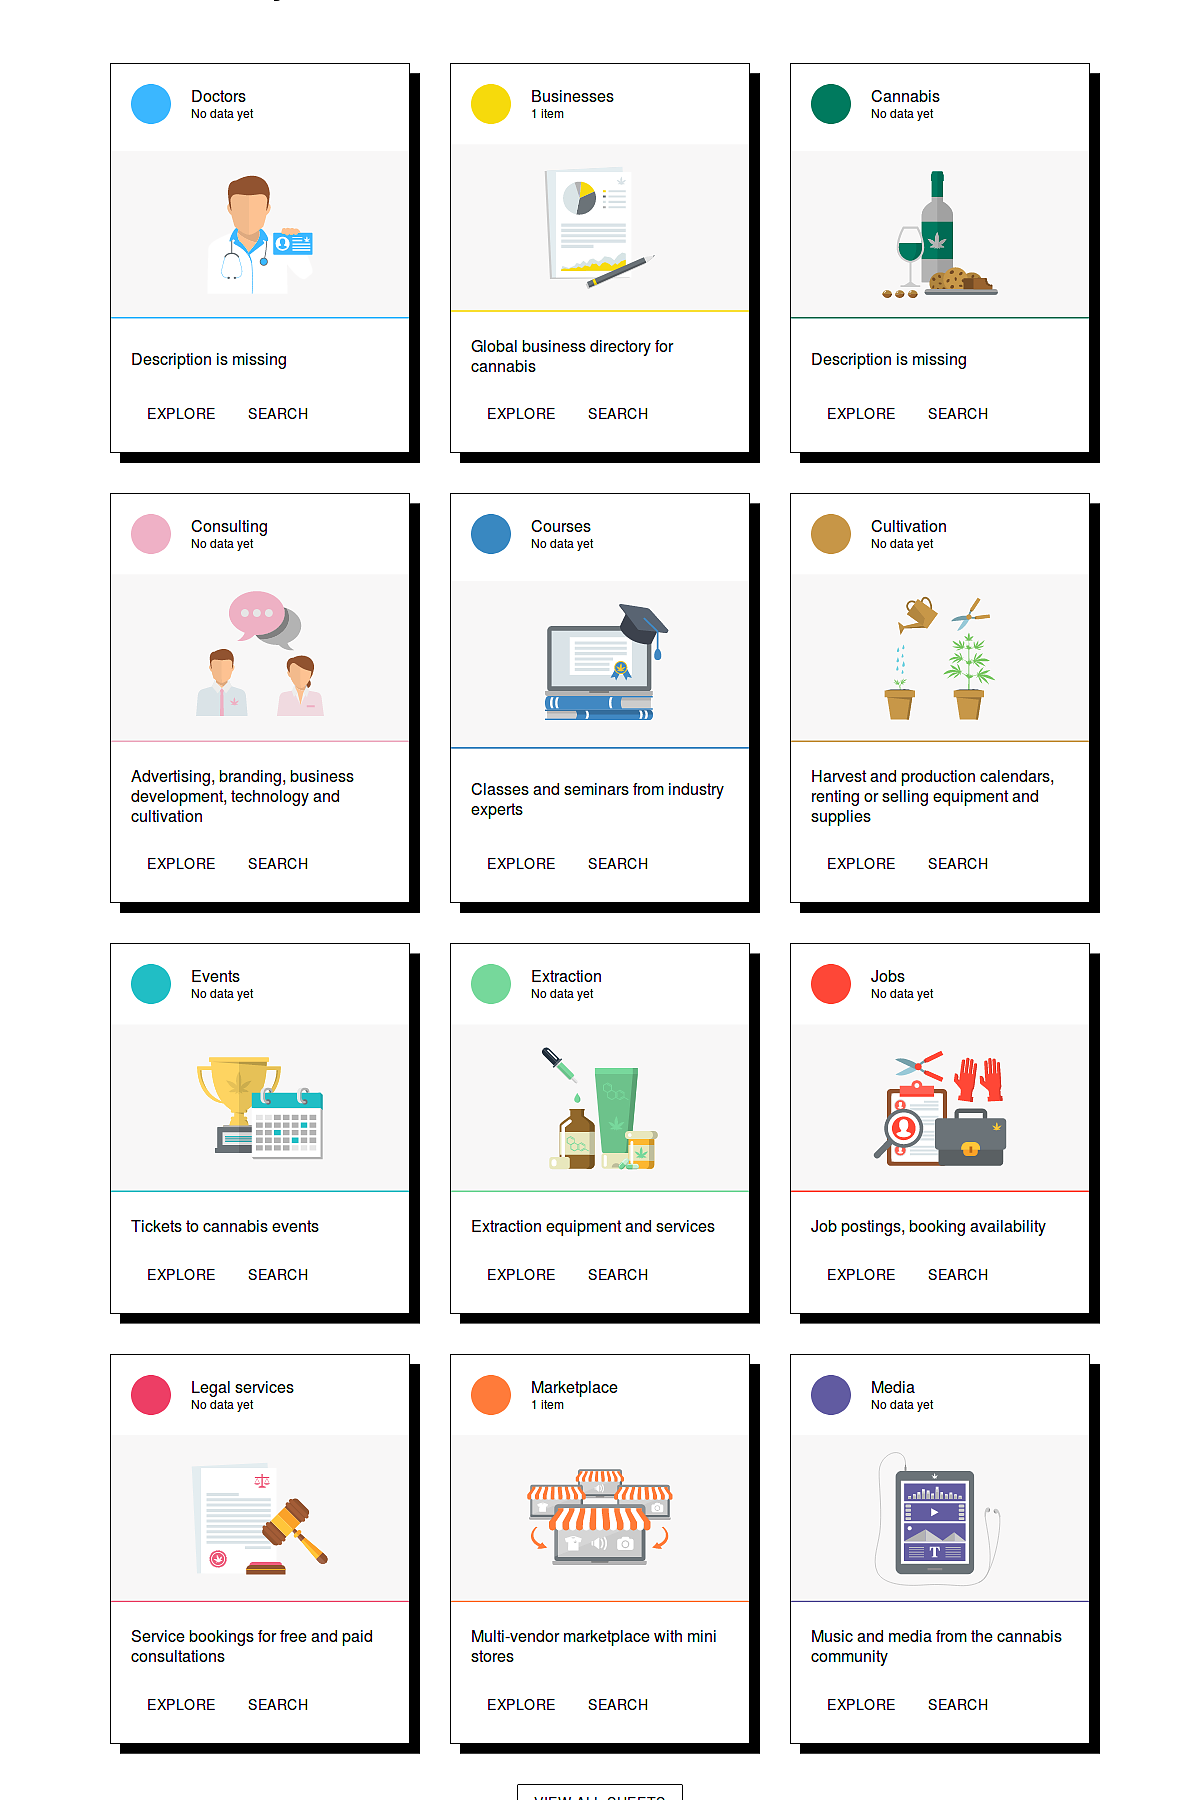 Doctors
No data yet
Description is missing
EXPLORE SEARCH
Businesses
1 item
Global business directory for
cannabis
EXPLORE SEARCH
Cannabis
No data yet
Description is missing
EXPLORE SEARCH
Consulting
No data yet
Advertising, branding, business
development, technology and
cultivation
EXPLORE SEARCH
Courses
No data yet
Classes and seminars from industry
experts
EXPLORE SEARCH
Cultivation
No data yet
Harvest and production calendars,
renting or selling equipment and
supplies
EXPLORE SEARCH
Events
No data yet
Tickets to cannabis events
EXPLORE SEARCH
Extraction
No data yet
Extraction equipment and services
EXPLORE SEARCH
Jobs
No data yet
Job postings, booking availability
EXPLORE SEARCH
Legal services
No data yet
Service bookings for free and paid
consultations
EXPLORE SEARCH
Marketplace
1 item
Multi-vendor marketplace with mini
stores
EXPLORE SEARCH
Media
No data yet
T
Music and media from the cannabis
community
EXPLORE SEARCH
VIEW ALL SHEETS